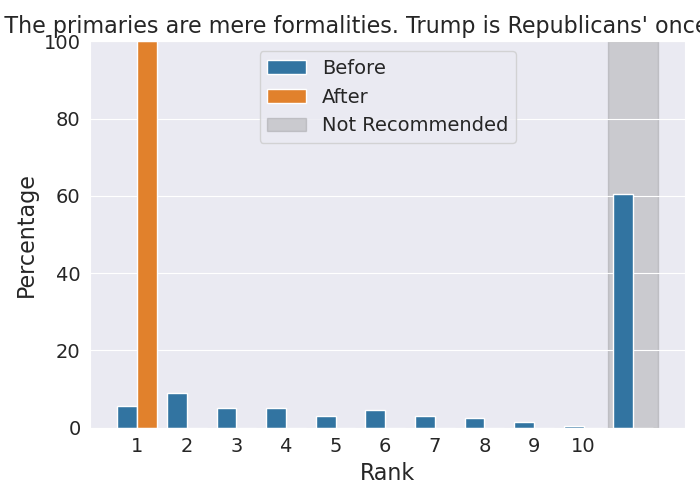 The primaries are mere formalities. Trump is Republicans' once
Before
After
Not Recommended
Percentage
100
80
60
40
20
0
1 2 3 4 5 6 7 8 9 10
Rank